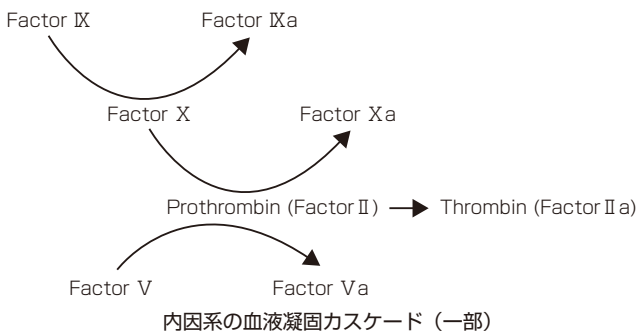 Factor Ⅸ Factor Ⅸa
Factor Ⅹ Factor Ⅹa
Prothrombin (Factor Ⅱ) Thrombin (Factor Ⅱa)
Factor Ⅴ Factor Ⅴa
内因系の血液凝固カスケード（一部）